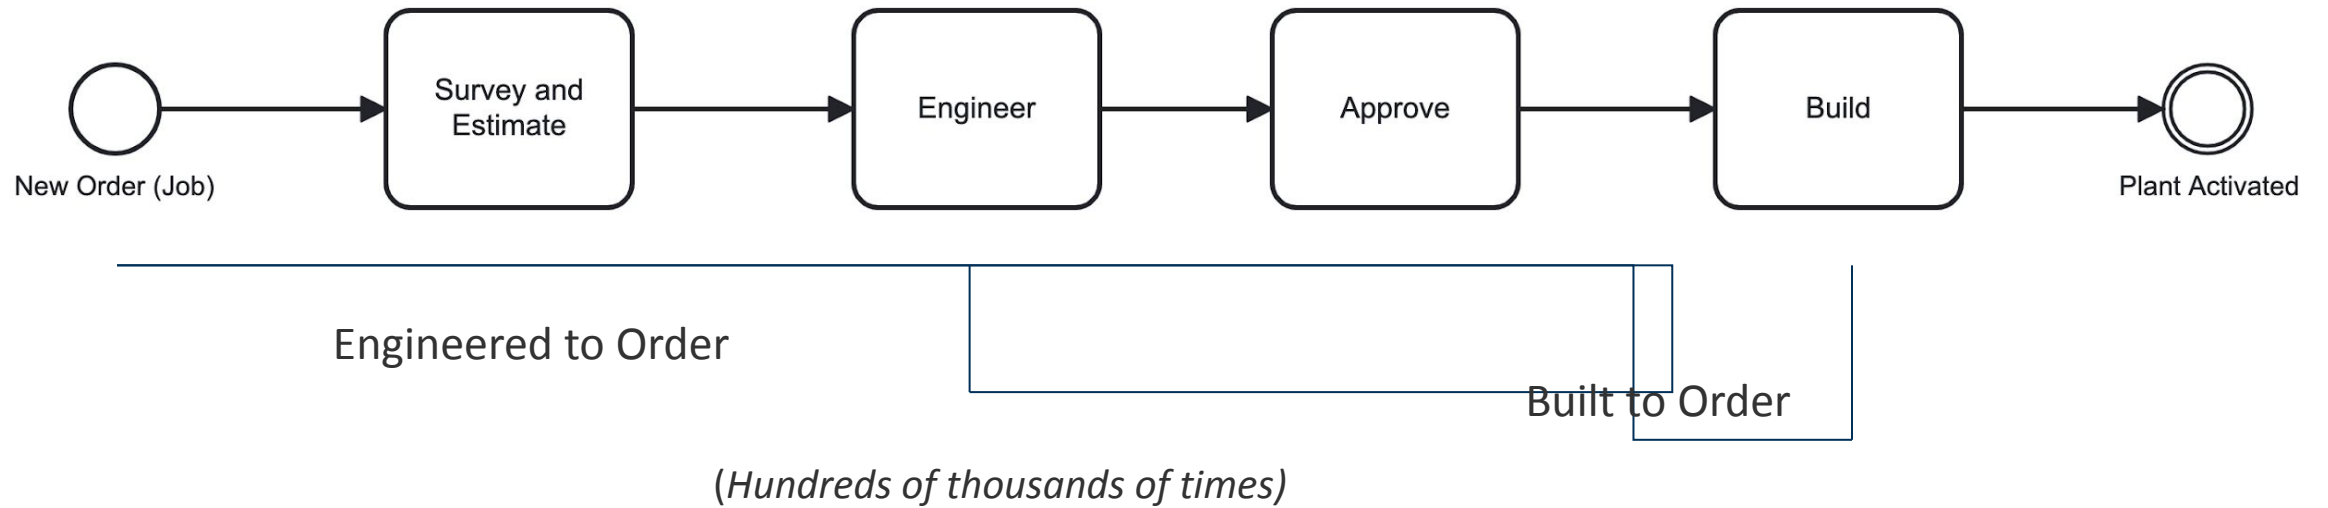 Survey and
Estimate
Engineer
Approve
Build
New Order (Job)
Plant Activated
Engineered to Order
Built to Order
(Hundreds of thousands of times)